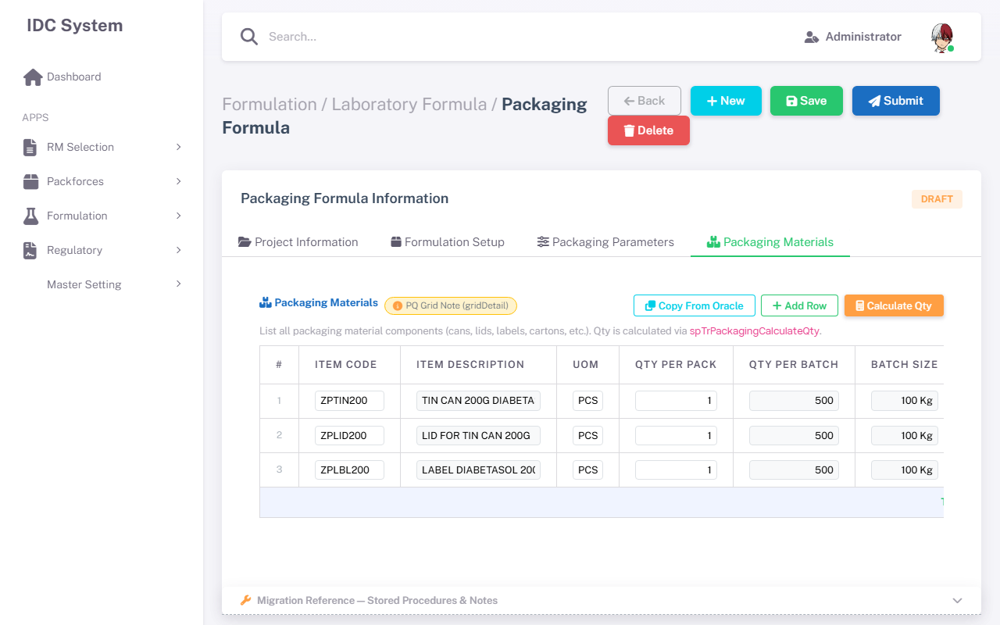 IDC System
Dashboard
APPS
RM Selection
Packforces
Formulation
Regulatory
Master Setting
Search...
Administrator
Formulation / Laboratory Formula / Packaging
Formula
Back
New
Save
Submit
Delete
Packaging Formula Information
DRAFT
Project Information
Formulation Setup
Packaging Parameters
Packaging Materials
Packaging Materials
PQ Grid Note (gridDetail)
Copy From Oracle
Add Row
Calculate Qty
List all packaging material components (cans, lids, labels, cartons, etc.). Qty is calculated via spTrPackagingCalculateQty.
# ITEM CODE ITEM DESCRIPTION UOM QTY PER PACK QTY PER BATCH BATCH SIZE
1 ZPTIN200 TIN CAN 200G DIABETA PCS 1 500 100 Kg
2 ZPLID200 LID FOR TIN CAN 200G PCS 1 500 100 Kg
3 ZPLBL200 LABEL DIABETASOL 200 PCS 1 500 100 Kg
Migration Reference — Stored Procedures & Notes